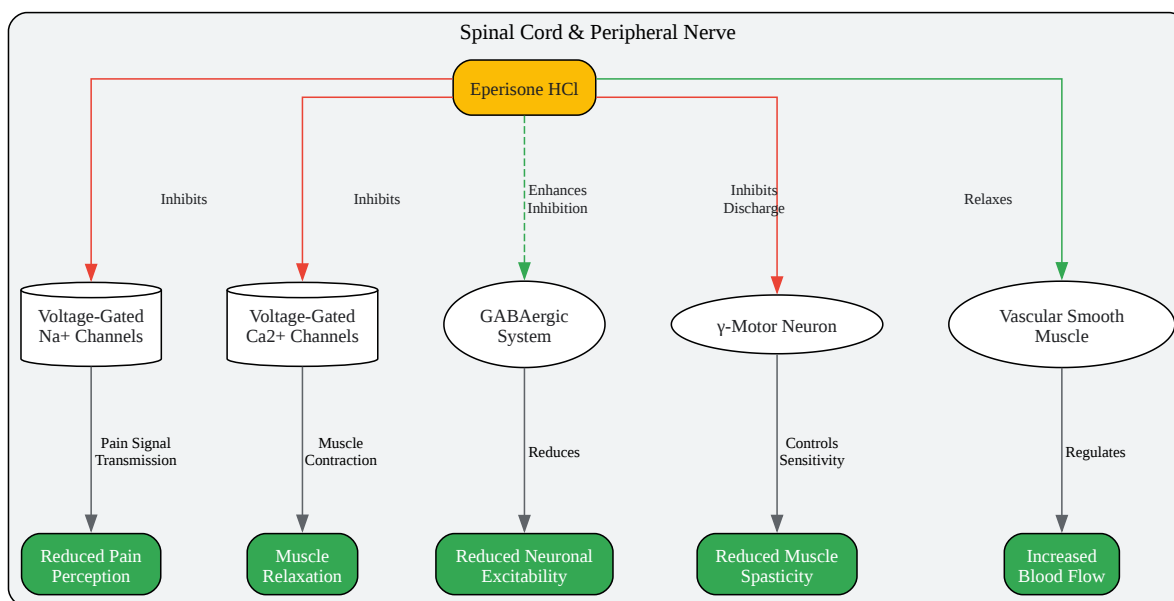 Spinal Cord & Peripheral Nerve
Eperisone HCl
Inhibits
Inhibits
Enhances
Inhibition
Inhibits
Discharge
Relaxes
Voltage-Gated
Na+ Channels
Voltage-Gated
Ca2+ Channels
GABAergic
System
γ-Motor Neuron
Vascular Smooth
Muscle
Pain Signal
Transmission
Muscle
Contraction
Reduces
Controls
Sensitivity
Regulates
Reduced Pain
Perception
Muscle
Relaxation
Reduced Neuronal
Excitability
Reduced Muscle
Spasticity
Increased
Blood Flow